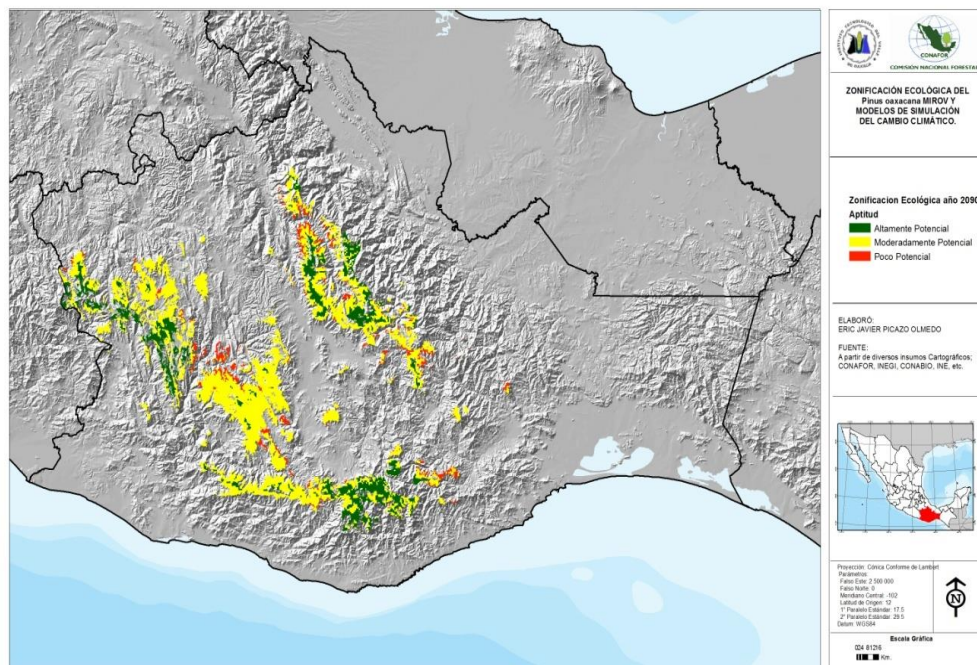 CONAFOR
COMISIÓN NACIONAL FORESTAL
ZONIFICACIÓN ECOLÓGICA DEL
Pinus oaxacana MIROV Y
MODELOS DE SIMULACIÓN
DEL CAMBIO CLIMÁTICO.
Zonificacion Ecológica año 2090
Aptitud
Altamente Potencial
Moderadamente Potencial
Poco Potencial
ELABORÓ:
ERIC JAVIER PICAZO OLMEDO
FUENTE:
A partir de diversos insumos Cartográficos;
CONAFOR, INEGI, CONABIO, INE, etc.
Proyección: Cónica Conforme de Lambert
Parámetros
Falso Este: 2 500 000
Falso Norte: 0
Meridiano Central: -102
Latitud de Origen: 12
1° Paralelo Estándar: 17.5
2° Paralelo Estándar: 29.5
Datum: WGS84
N
Escala Gráfica
024 81216
Km.